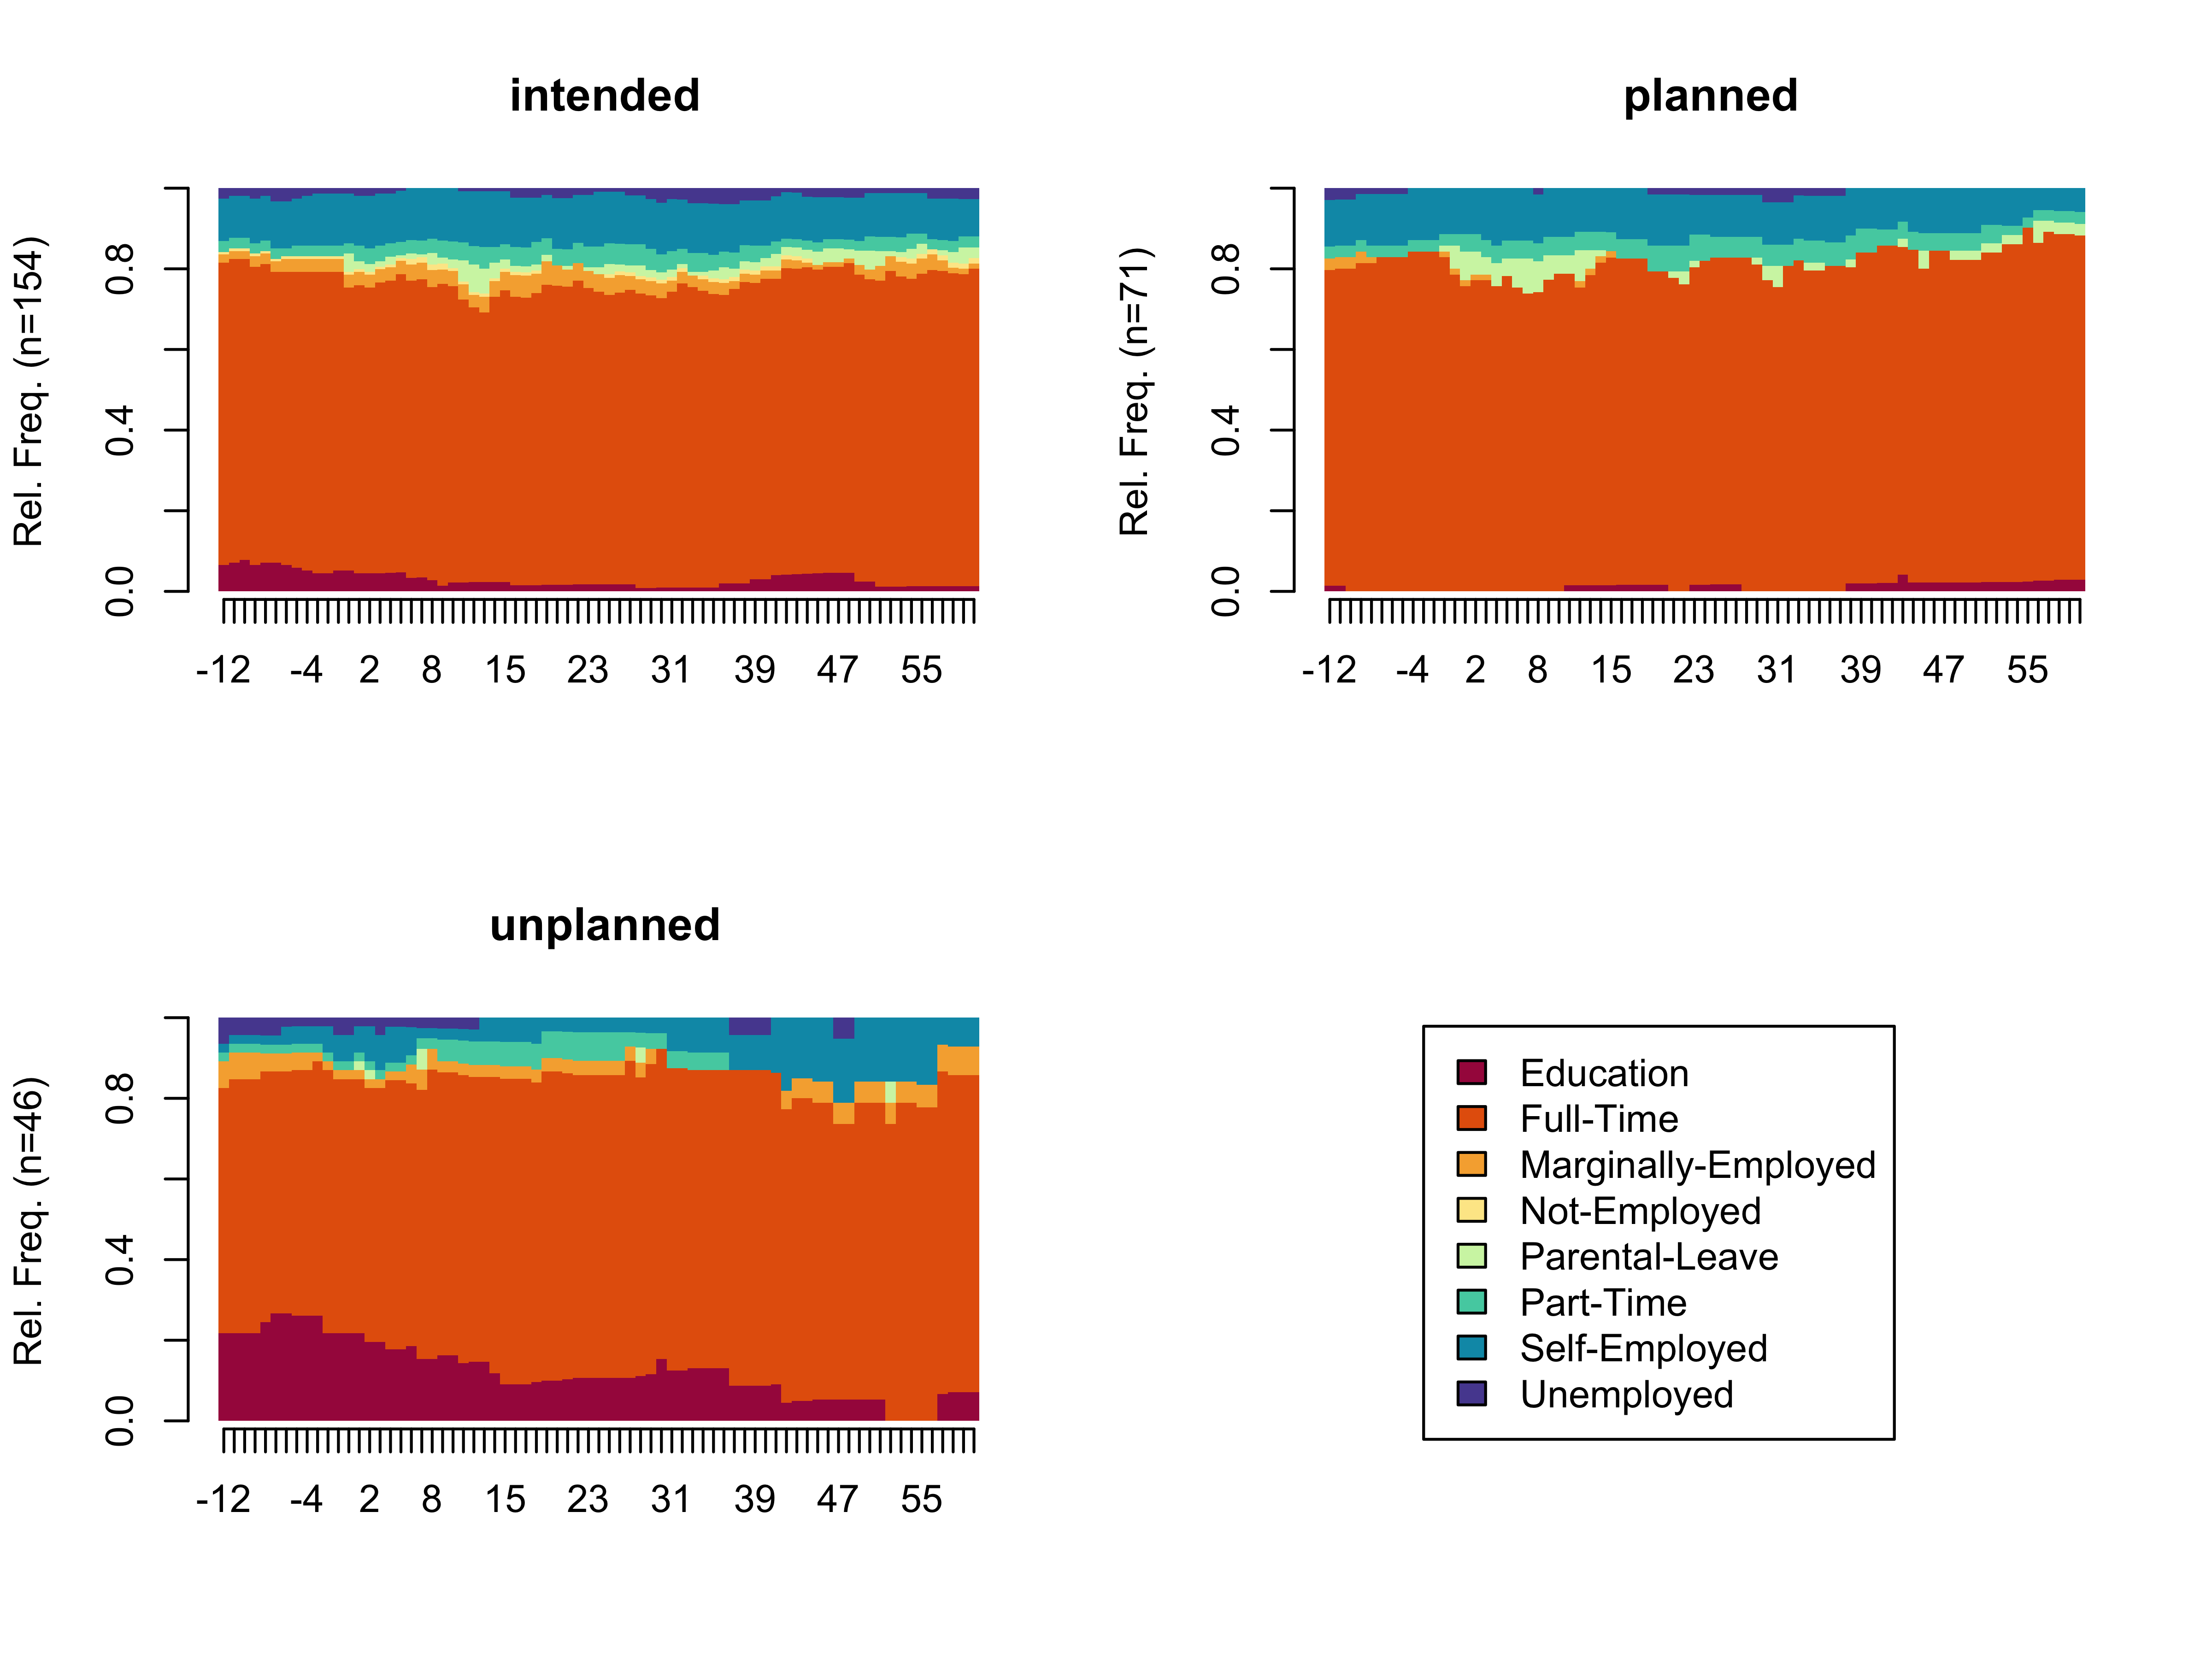 intended
Rel. Freq. (n=154)
0.0 0.4 0.8
-12 -4 2 8 15 23 31 39 47 55
planned
Rel. Freq. (n=71)
0.0 0.4 0.8
-12 -4 2 8 15 23 31 39 47 55
unplanned
Rel. Freq. (n=46)
0.0 0.4 0.8
-12 -4 2 8 15 23 31 39 47 55
Education
Full-Time
Marginally-Employed
Not-Employed
Parental-Leave
Part-Time
Self-Employed
Unemployed